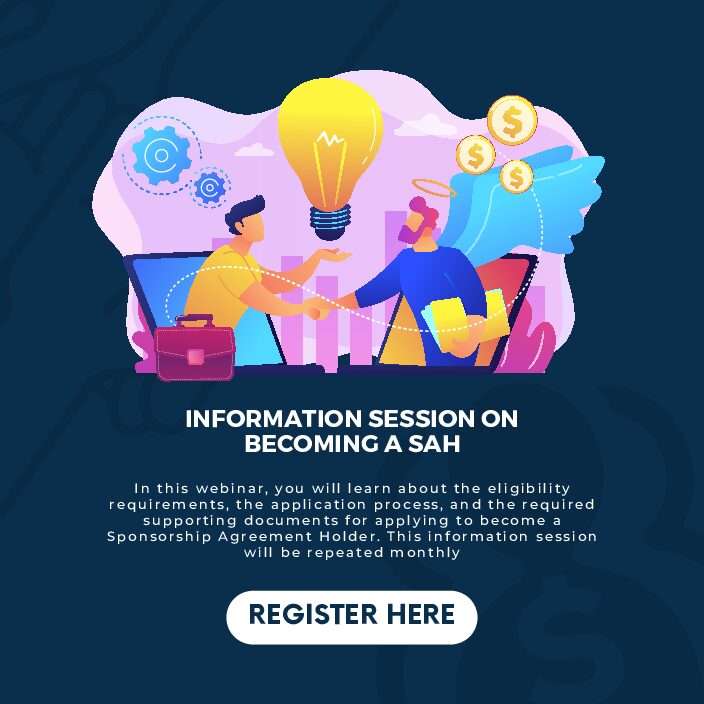 INFORMATION SESSION ON
BECOMING A SAH
In this webinar, you will learn about the eligibility
requirements, the application process, and the required
supporting documents for applying to become a
Sponsorship Agreement Holder. This information session
will be repeated monthly
REGISTER HERE